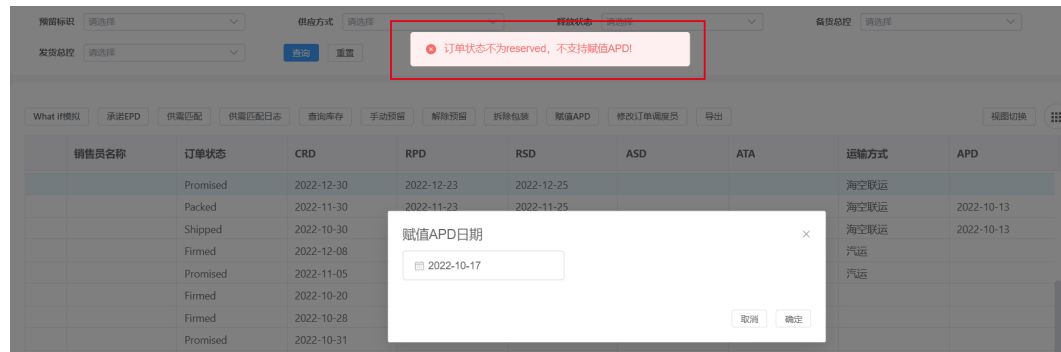 预留标识 请选择 供应方式 请选择 释放状态 请选择 备货总控 请选择
发货总控 请选择 查询 重置
订单状态不为reserved，不支持赋值APD!
What if模拟 承诺EPD 供需匹配 供需匹配日志 查询库存 手动预留 解除预留 拆除包装 赋值APD 修改订单调度员 导出 视图切换
销售员名称 订单状态 CRD RPD RSD ASD ATA 运输方式 APD
Promised 2022-12-30 2022-12-23 2022-12-25 海空联运
Packed 2022-11-30 2022-11-23 2022-11-25 海空联运 2022-10-13
Shipped 2022-10-30 海空联运 2022-10-13
Firmed 2022-12-08 汽运
Promised 2022-11-05 汽运
Firmed 2022-10-20
Firmed 2022-10-28
Promised 2022-10-31
赋值APD日期
2022-10-17
取消 确定